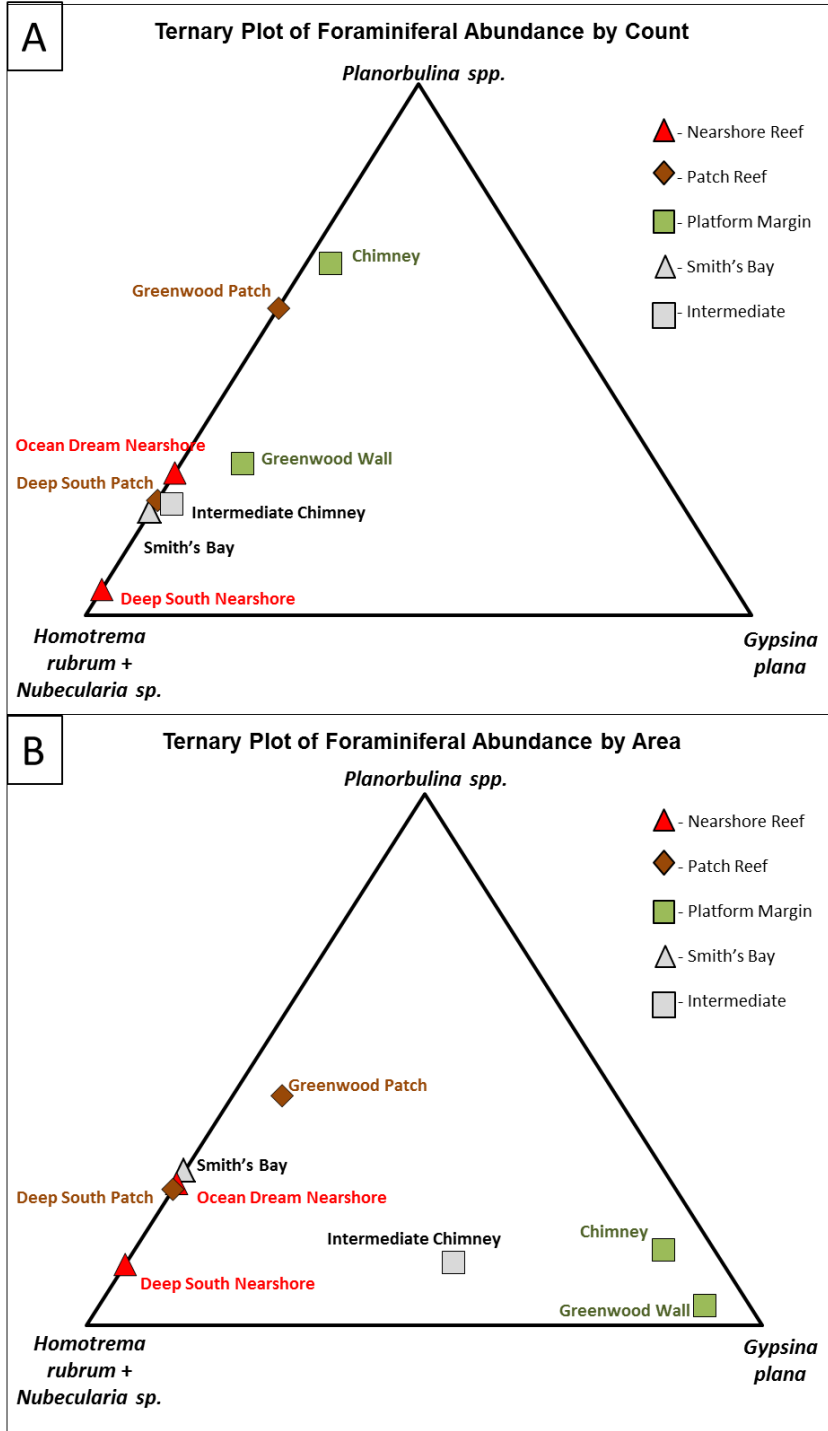 A
Ternary Plot of Foraminiferal Abundance by Count
Planorbulina spp.
- Nearshore Reef
- Patch Reef
- Platform Margin
- Smith's Bay
- Intermediate
Chimney
Greenwood Patch
Ocean Dream Nearshore
Greenwood Wall
Deep South Patch
Intermediate Chimney
Smith's Bay
Deep South Nearshore
Homotrema
rubrum +
Nubecularia sp.
Gypsina
plana
B
Ternary Plot of Foraminiferal Abundance by Area
Planorbulina spp.
- Nearshore Reef
- Patch Reef
- Platform Margin
- Smith's Bay
- Intermediate
Greenwood Patch
Smith's Bay
Deep South Patch
Ocean Dream Nearshore
Intermediate Chimney
Chimney
Deep South Nearshore
Greenwood Wall
Homotrema
rubrum +
Nubecularia sp.
Gypsina
plana